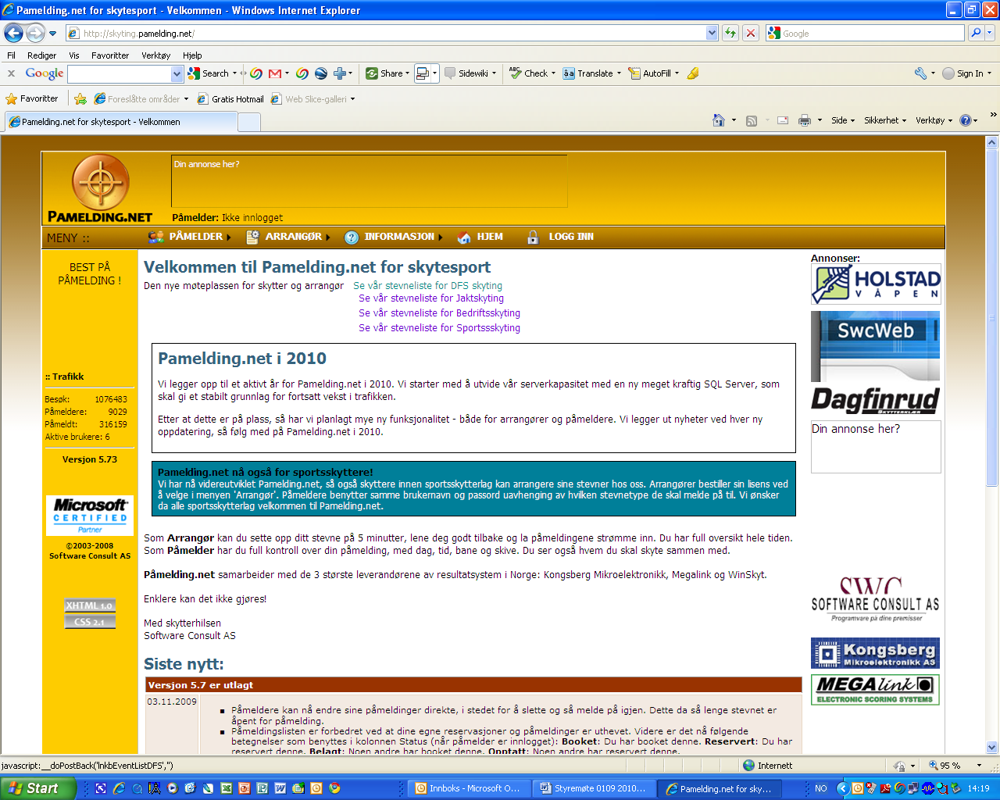 Pamelding.net for skytesport - Velkommen - Windows Internet Explorer
http://skyting.pamelding.net/
Google
Fil Rediger Vis Favoritter Verktøy Hjelp
x Google Search Share Sidewiki ABC Check Translate AutoFill Sign In
Favoritter Foreslåtte områder Gratis Hotmail Web Slice-galleri
Pamelding.net for skytesport - Velkommen
Side Sikkerhet Verktøy
Din annonse her?
PAMELDING.NET
Påmelder: Ikke innlogget
MENY :: PÅMELDER ARRANGØR INFORMASJON HJEM LOGG INN
BEST PÅ
PÅMELDING !
:: Trafikk
Besøk: 1076483
Påmeldere: 9029
Påmeldt: 316159
Aktive brukere: 6
Versjon 5.73
Microsoft
CERTIFIED
Partner
©2003-2008
Software Consult AS
XHTML 1.0
CSS 2.1
Velkommen til Pamelding.net for skytesport
Den nye møteplassen for skytter og arrangør Se vår stevneliste for DFS skyting
Se vår stevneliste for Jaktskyting
Se vår stevneliste for Bedriftsskyting
Se vår stevneliste for Sportssskyting
Pamelding.net i 2010
Vi legger opp til et aktivt år for Pamelding.net i 2010. Vi starter med å utvide vår serverkapasitet med en ny meget kraftig SQL Server, som
skal gi et stabilt grunnlag for fortsatt vekst i trafikken.
Etter at dette er på plass, så har vi planlagt mye ny funksjonalitet - både for arrangører og påmeldere. Vi legger ut nyheter ved hver ny
oppdatering, så følg med på Pamelding.net i 2010.
Pamelding.net nå også for sportsskyttere!
Vi har nå videreutviklet Pamelding.net, så også skyttere innen sportsskytterlag kan arrangere sine stevner hos oss. Arrangører bestiller sin lisens ved
å velge i menyen 'Arrangør'. Påmeldere benytter samme brukernavn og passord uavhenging av hvilken stevnetype de skal melde på til. Vi ønsker
da alle sportsskytterlag velkommen til Pamelding.net.
Som Arrangør kan du sette opp ditt stevne på 5 minutter, lene deg godt tilbake og la påmeldingene strømme inn. Du har full oversikt hele tiden.
Som Påmelder har du full kontroll over din påmelding, med dag, tid, bane og skive. Du ser også hvem du skal skyte sammen med.
Påmelding.net samarbeider med de 3 største leverandørene av resultatsystem i Norge: Kongsberg Mikroelektronikk, Megalink og WinSkyt.
Enklere kan det ikke gjøres!
Med skytterhilsen
Software Consult AS
Siste nytt:
Versjon 5.7 er utlagt
03.11.2009
Påmeldere kan nå endre sine påmeldinger direkte, i stedet for å slette og så melde på igjen. Dette da så lenge stevnet er
åpent for påmelding.
Påmeldingslisten er forbedret ved at dine egne reservasjoner og påmeldinger er uthevet. Videre er det nå følgende
betegnelser som benyttes i kolonnen Status (når påmelder er innlogget): Booket: Du har booket denne. Reservert: Du har
reservert denne. Belagt: Noen andre har booket denne. Opptatt: Noen andre har reservert denne.
Annonser:
HOLSTAD
VÅPEN
SwcWeb
Dagfinrud
SKYTTERKLÆR
Din annonse her?
SWC
SOFTWARE CONSULT AS
Programvare på dine premisser
Kongsberg
Mikroelektronikk AS
MEGAlink
ELECTRONIC SCORING SYSTEMS
javascript:__doPostBack('lnkbEventListDFS','')
Internett
95 %
Start
Innboks - Microsoft O...
Styremøte 0109 2010...
Pamelding.net for sky...
NO
14:19